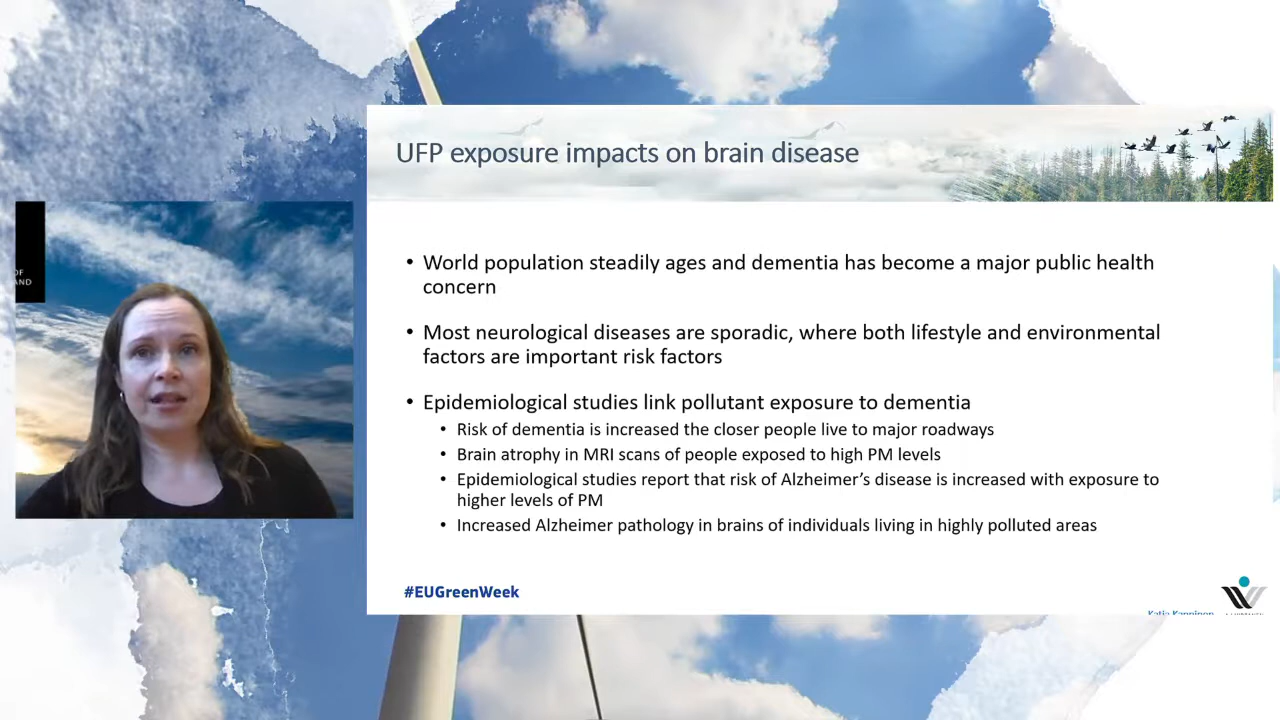 UFP exposure impacts on brain disease
OF
AND
• World population steadily ages and dementia has become a major public health
concern
• Most neurological diseases are sporadic, where both lifestyle and environmental
factors are important risk factors
• Epidemiological studies link pollutant exposure to dementia
• Risk of dementia is increased the closer people live to major roadways
• Brain atrophy in MRI scans of people exposed to high PM levels
• Epidemiological studies report that risk of Alzheimer’s disease is increased with exposure to
higher levels of PM
• Increased Alzheimer pathology in brains of individuals living in highly polluted areas
#EUGreenWeek